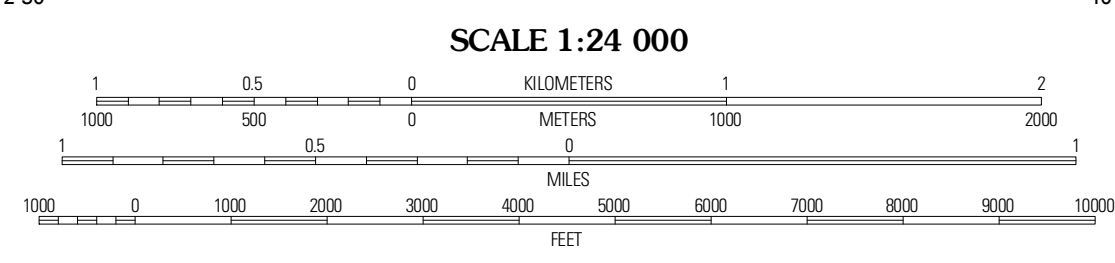 SCALE 1:24 000
1 0.5 0 KILOMETERS 1 2
1000 500 0 METERS 1000 2000
1 0.5 0 1
MILES
1000 0 1000 2000 3000 4000 5000 6000 7000 8000 9000 10000
FEET